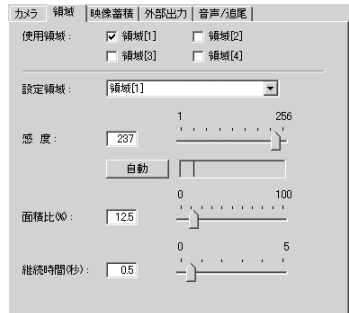 カメラ 領域 映像蓄積 外部出力 音声/追尾
使用領域: 領域[1] 領域[2]
領域[3] 領域[4]
設定領域: 領域[1]
1 256
感 度: 237
自動
0 100
面積比(%): 12.5
0 5
継続時間(秒): 0.5